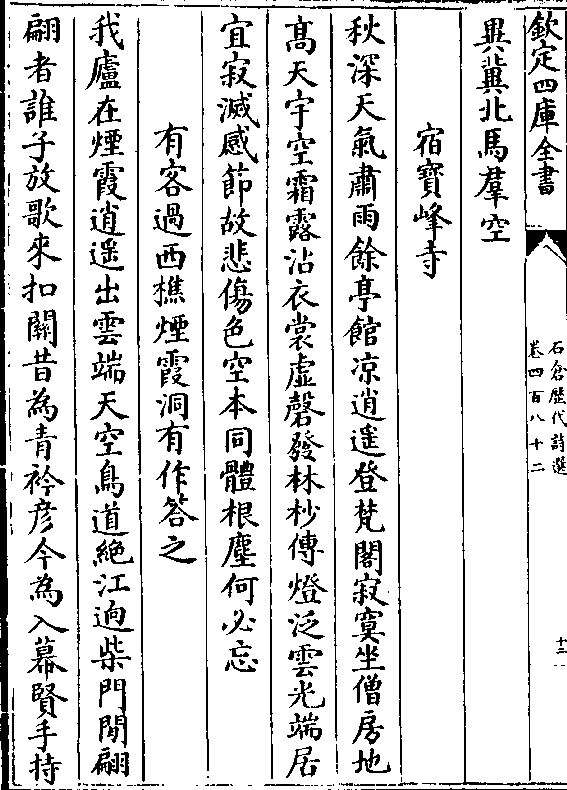 欽定四庫全書
石倉歴代詩選
卷四百八十二
十三
異冀北馬羣空
宿寳峰寺
秋深天氣肅雨餘亭館凉逍遥登梵閣寂寞坐僧房地
髙天宇空霜露沾衣裳虚磬發林杪傳燈泛雲光端居
宜寂滅感節故悲傷色空本同體根塵何必忘
有客過西樵煙霞洞有作答之
我廬在煙霞逍遥出雲端天空鳥道絶江逈柴門閒翩
翩者誰子放歌來扣關昔為青衿彦今為入幕賢手持